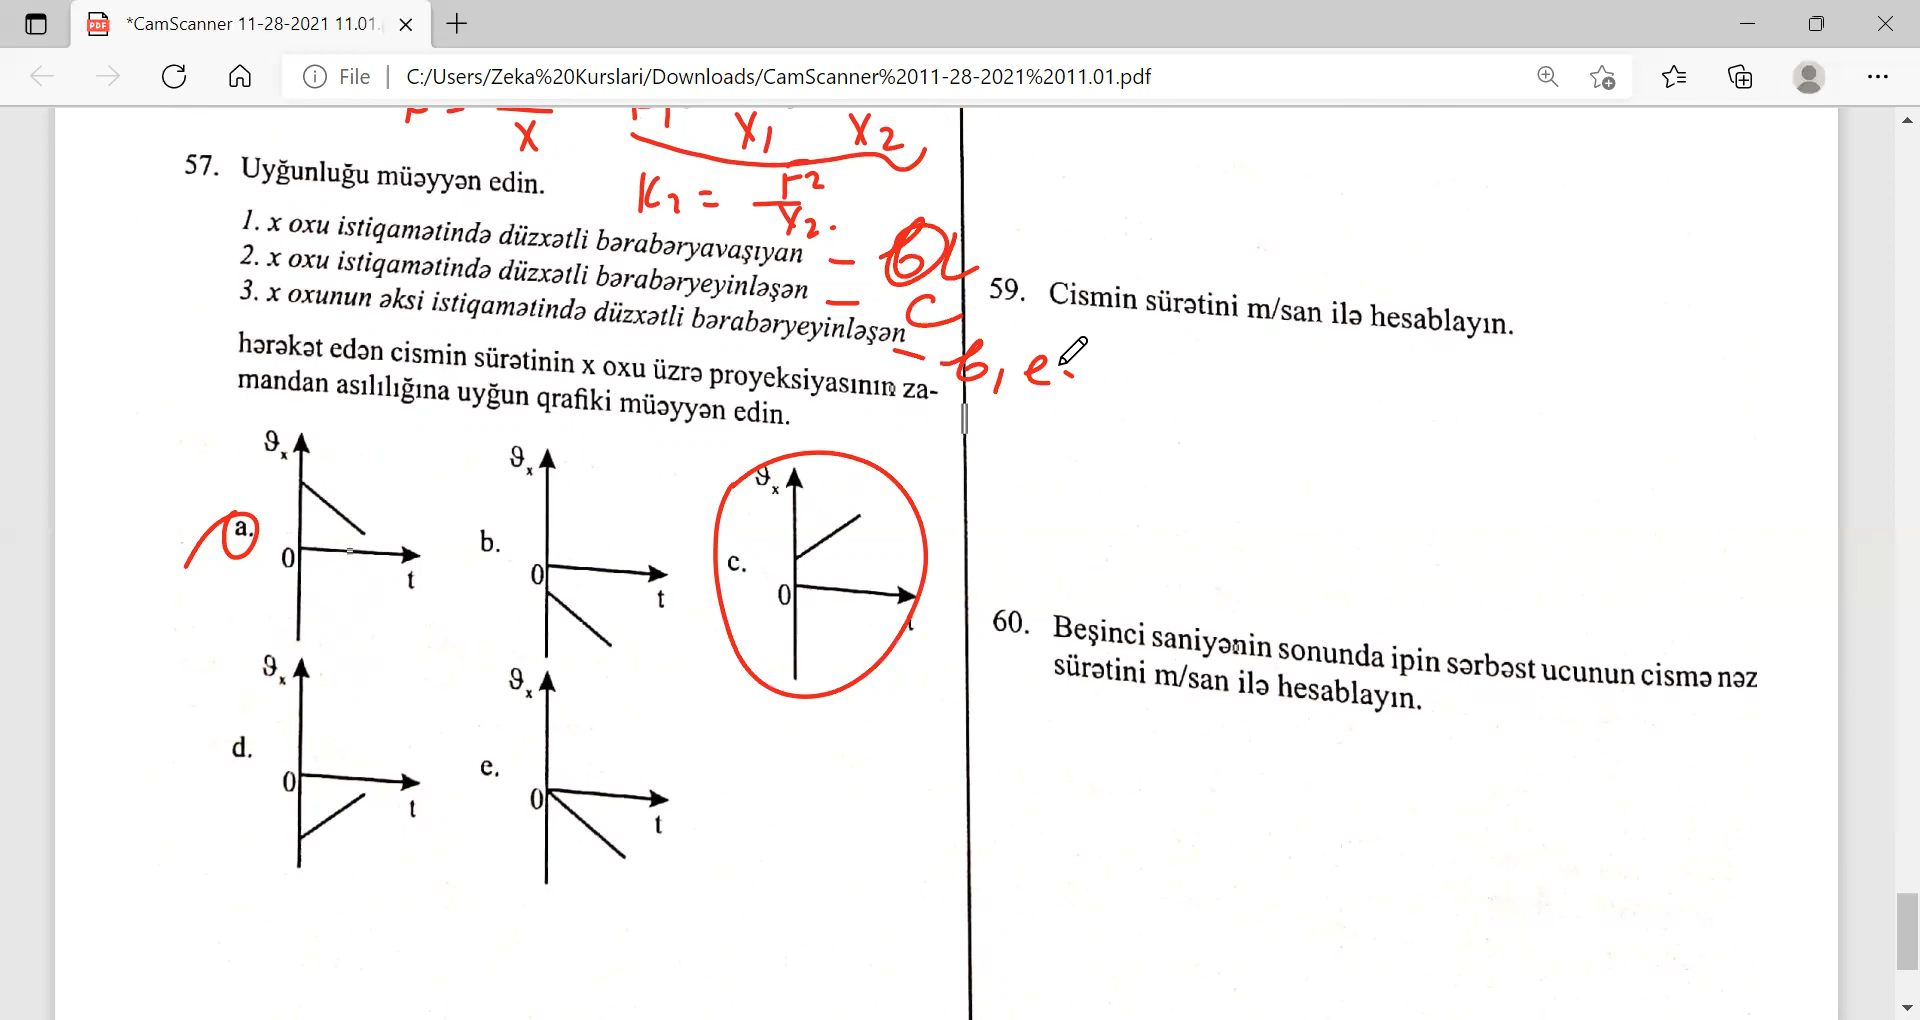 *CamScanner 11-28-2021 11.01.
File
C:/Users/Zeka%20Kurslari/Downloads/CamScanner%2011-28-2021%2011.01.pdf
x x₁ x₂
57. Uyğunluğu müəyyən edin.
K₂ = F₂
x₂.
1. x oxu istiqamətində düzxətli bərabəryavaşıyan – a
2. x oxu istiqamətində düzxətli bərabəryeyinləşən – c
3. x oxunun əksi istiqamətində düzxətli bərabəryeyinləşən – b, e.
hərəkət edən cismin sürətinin x oxu üzrə proyeksiyasının za-
mandan asılılığına uyğun qrafiki müəyyən edin.
ϑx
a.
0
t
ϑx
b.
0
t
ϑx
c.
0
t
ϑx
d.
0
t
ϑx
e.
0
t
59. Cismin sürətini m/san ilə hesablayın.
60. Beşinci saniyənin sonunda ipin sərbəst ucunun cismə nəz
sürətini m/san ilə hesablayın.